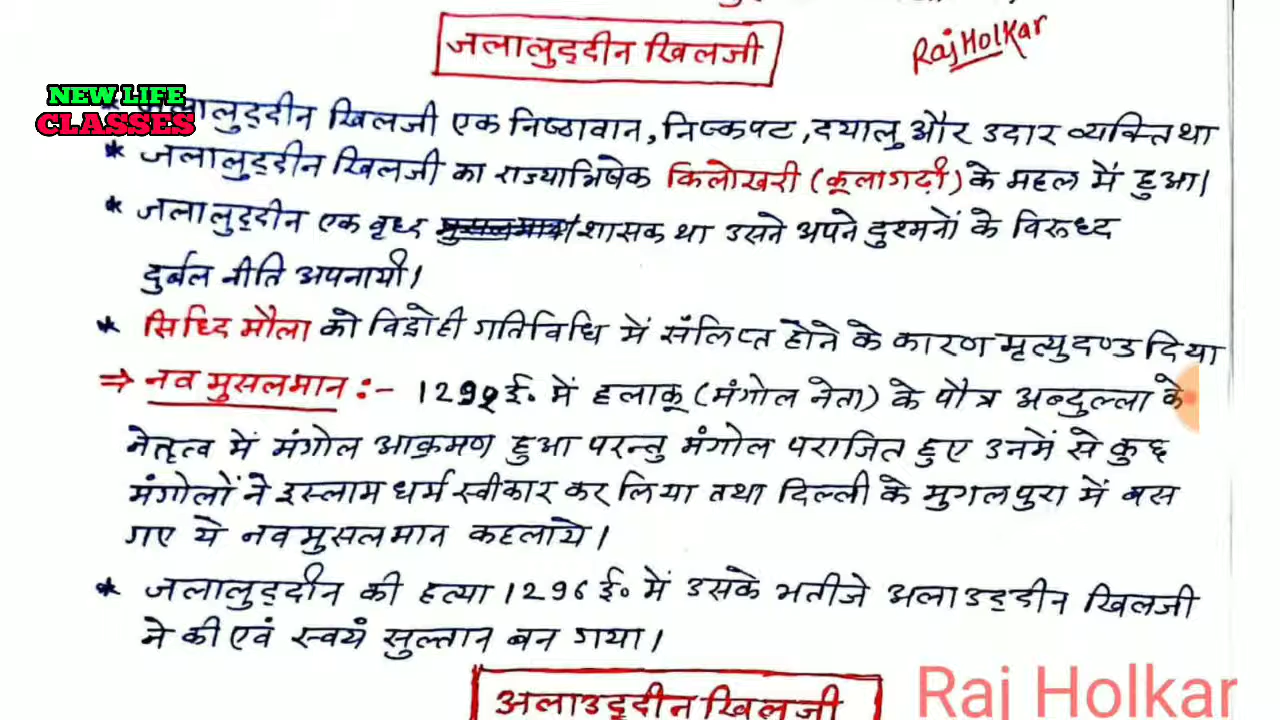 जलालुद्दीन खिलजी
Raj Holkar
NEW LIFE
CLASSES
जलालुद्दीन खिलजी एक निष्ठावान, निष्कपट, दयालु और उदार व्यक्ति था
* जलालुद्दीन खिलजी का राज्याभिषेक किलोखरी (कूलागढ़ी) के महल में हुआ।
* जलालुद्दीन एक वृध्द शासक था उसने अपने दुश्मनों के विरुध्द
दुर्बल नीति अपनायी।
* सिध्दि मौला को विद्रोही गतिविधि में संलिप्त होने के कारण मृत्युदण्ड दिया
⇒ नव मुसलमान :- 1292 ई॰ में हलाकू (मंगोल नेता) के पौत्र अब्दुल्ला के
नेतृत्व में मंगोल आक्रमण हुआ परन्तु मंगोल पराजित हुए उनमें से कुछ
मंगोलों ने इस्लाम धर्म स्वीकार कर लिया तथा दिल्ली के मुगलपुरा में बस
गए ये नव मुसलमान कहलाये।
* जलालुद्दीन की हत्या 1296 ई॰ में उसके भतीजे अलाउद्दीन खिलजी
ने की एवं स्वयं सुल्तान बन गया।
अलाउद्दीन खिलजी
Raj Holkar